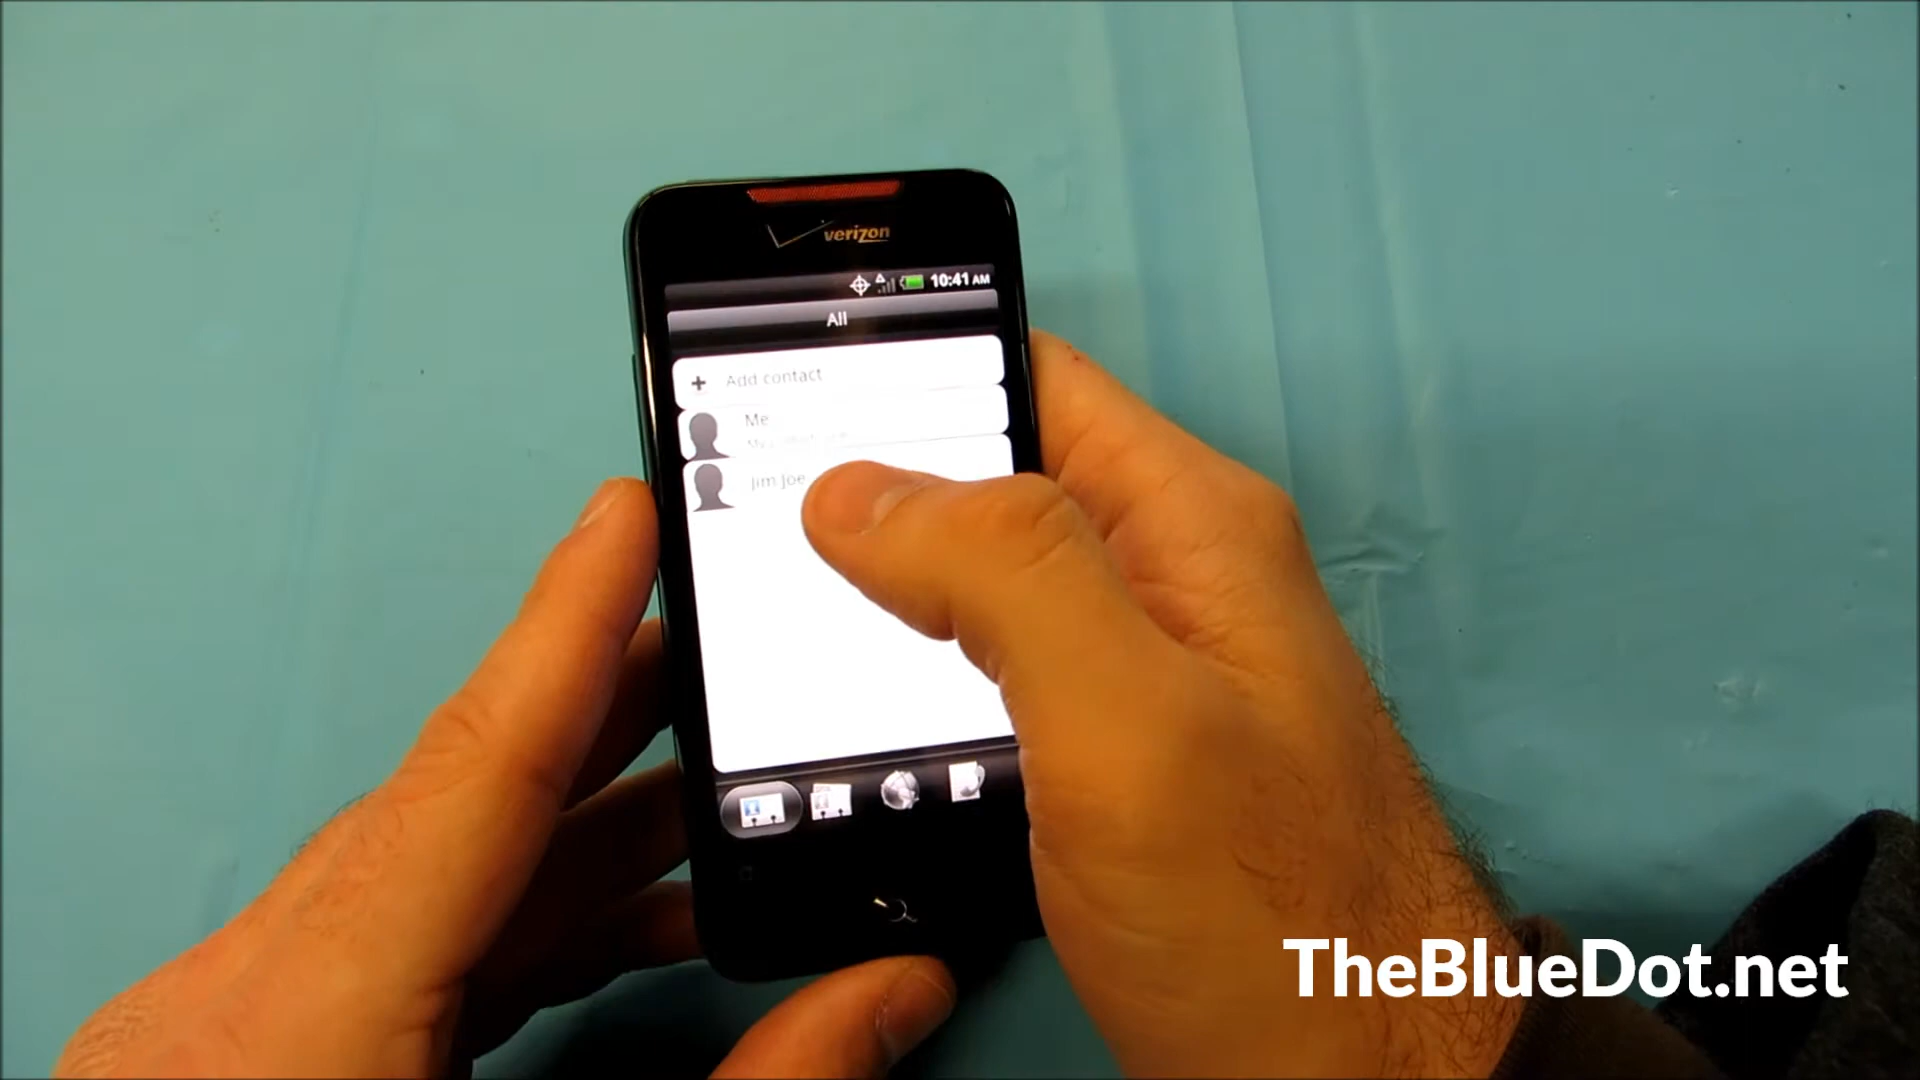 verizon
10:41 AM
All
Add contact
Me
Jim Joe
TheBlueDot.net